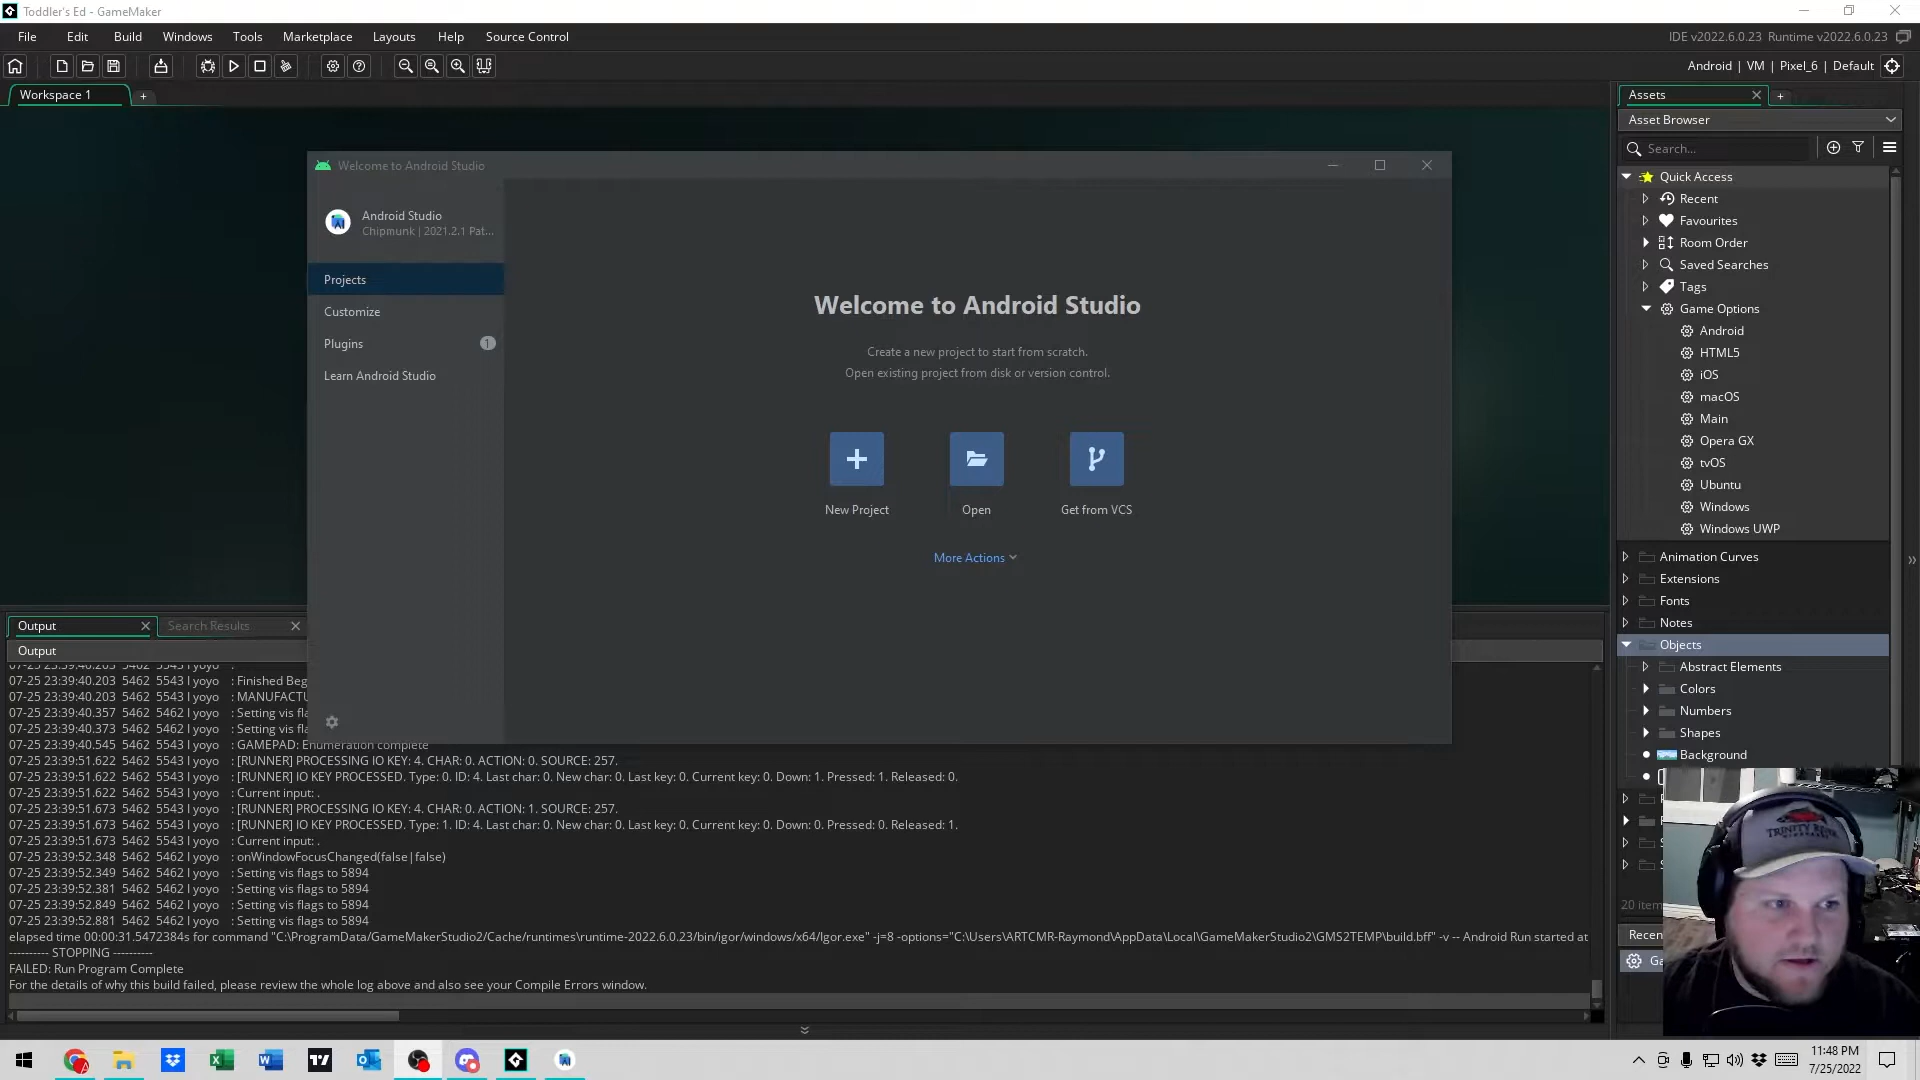 Toddler's Ed - GameMaker
File Edit Build Windows Tools Marketplace Layouts Help Source Control
IDE v2022.6.0.23 Runtime v2022.6.0.23
Android | VM | Pixel_6 | Default
Workspace 1
Assets
Asset Browser
Search...
Quick Access
Recent
Favourites
Room Order
Saved Searches
Tags
Game Options
Android
HTML5
iOS
macOS
Main
Opera GX
tvOS
Ubuntu
Windows
Windows UWP
Animation Curves
Extensions
Fonts
Notes
Objects
Abstract Elements
Colors
Numbers
Shapes
Background
20 item
Recen
Ga
Welcome to Android Studio
Android Studio
Chipmunk | 2021.2.1 Pat...
Projects
Customize
Plugins 1
Learn Android Studio
Welcome to Android Studio
Create a new project to start from scratch.
Open existing project from disk or version control.
New Project Open Get from VCS
More Actions
Output Search Results
Output
07-25 23:39:40.203 5462 5543 I yoyo :
07-25 23:39:40.203 5462 5543 I yoyo : Finished Beg
07-25 23:39:40.203 5462 5543 I yoyo : MANUFACTU
07-25 23:39:40.357 5462 5462 I yoyo : Setting vis fla
07-25 23:39:40.373 5462 5462 I yoyo : Setting vis fla
07-25 23:39:40.545 5462 5543 I yoyo : GAMEPAD: Enumeration complete
07-25 23:39:51.622 5462 5543 I yoyo : [RUNNER] PROCESSING IO KEY: 4. CHAR: 0. ACTION: 0. SOURCE: 257.
07-25 23:39:51.622 5462 5543 I yoyo : [RUNNER] IO KEY PROCESSED. Type: 0. ID: 4. Last char: 0. New char: 0. Last key: 0. Current key: 0. Down: 1. Pressed: 1. Released: 0.
07-25 23:39:51.622 5462 5543 I yoyo : Current input: .
07-25 23:39:51.673 5462 5543 I yoyo : [RUNNER] PROCESSING IO KEY: 4. CHAR: 0. ACTION: 1. SOURCE: 257.
07-25 23:39:51.673 5462 5543 I yoyo : [RUNNER] IO KEY PROCESSED. Type: 1. ID: 4. Last char: 0. New char: 0. Last key: 0. Current key: 0. Down: 0. Pressed: 0. Released: 1.
07-25 23:39:51.673 5462 5543 I yoyo : Current input: .
07-25 23:39:52.348 5462 5462 I yoyo : onWindowFocusChanged(false|false)
07-25 23:39:52.349 5462 5462 I yoyo : Setting vis flags to 5894
07-25 23:39:52.381 5462 5462 I yoyo : Setting vis flags to 5894
07-25 23:39:52.849 5462 5462 I yoyo : Setting vis flags to 5894
07-25 23:39:52.881 5462 5462 I yoyo : Setting vis flags to 5894
elapsed time 00:00:31.5472384s for command "C:\ProgramData/GameMakerStudio2/Cache/runtimes\runtime-2022.6.0.23/bin/igor/windows/x64/Igor.exe" -j=8 -options="C:\Users\ARTCMR-Raymond\AppData\Local\GameMakerStudio2\GMS2TEMP\build.bff" -v -- Android Run started at
---------- STOPPING ----------
FAILED: Run Program Complete
For the details of why this build failed, please review the whole log above and also see your Compile Errors window.
TRINITY
11:48 PM
7/25/2022